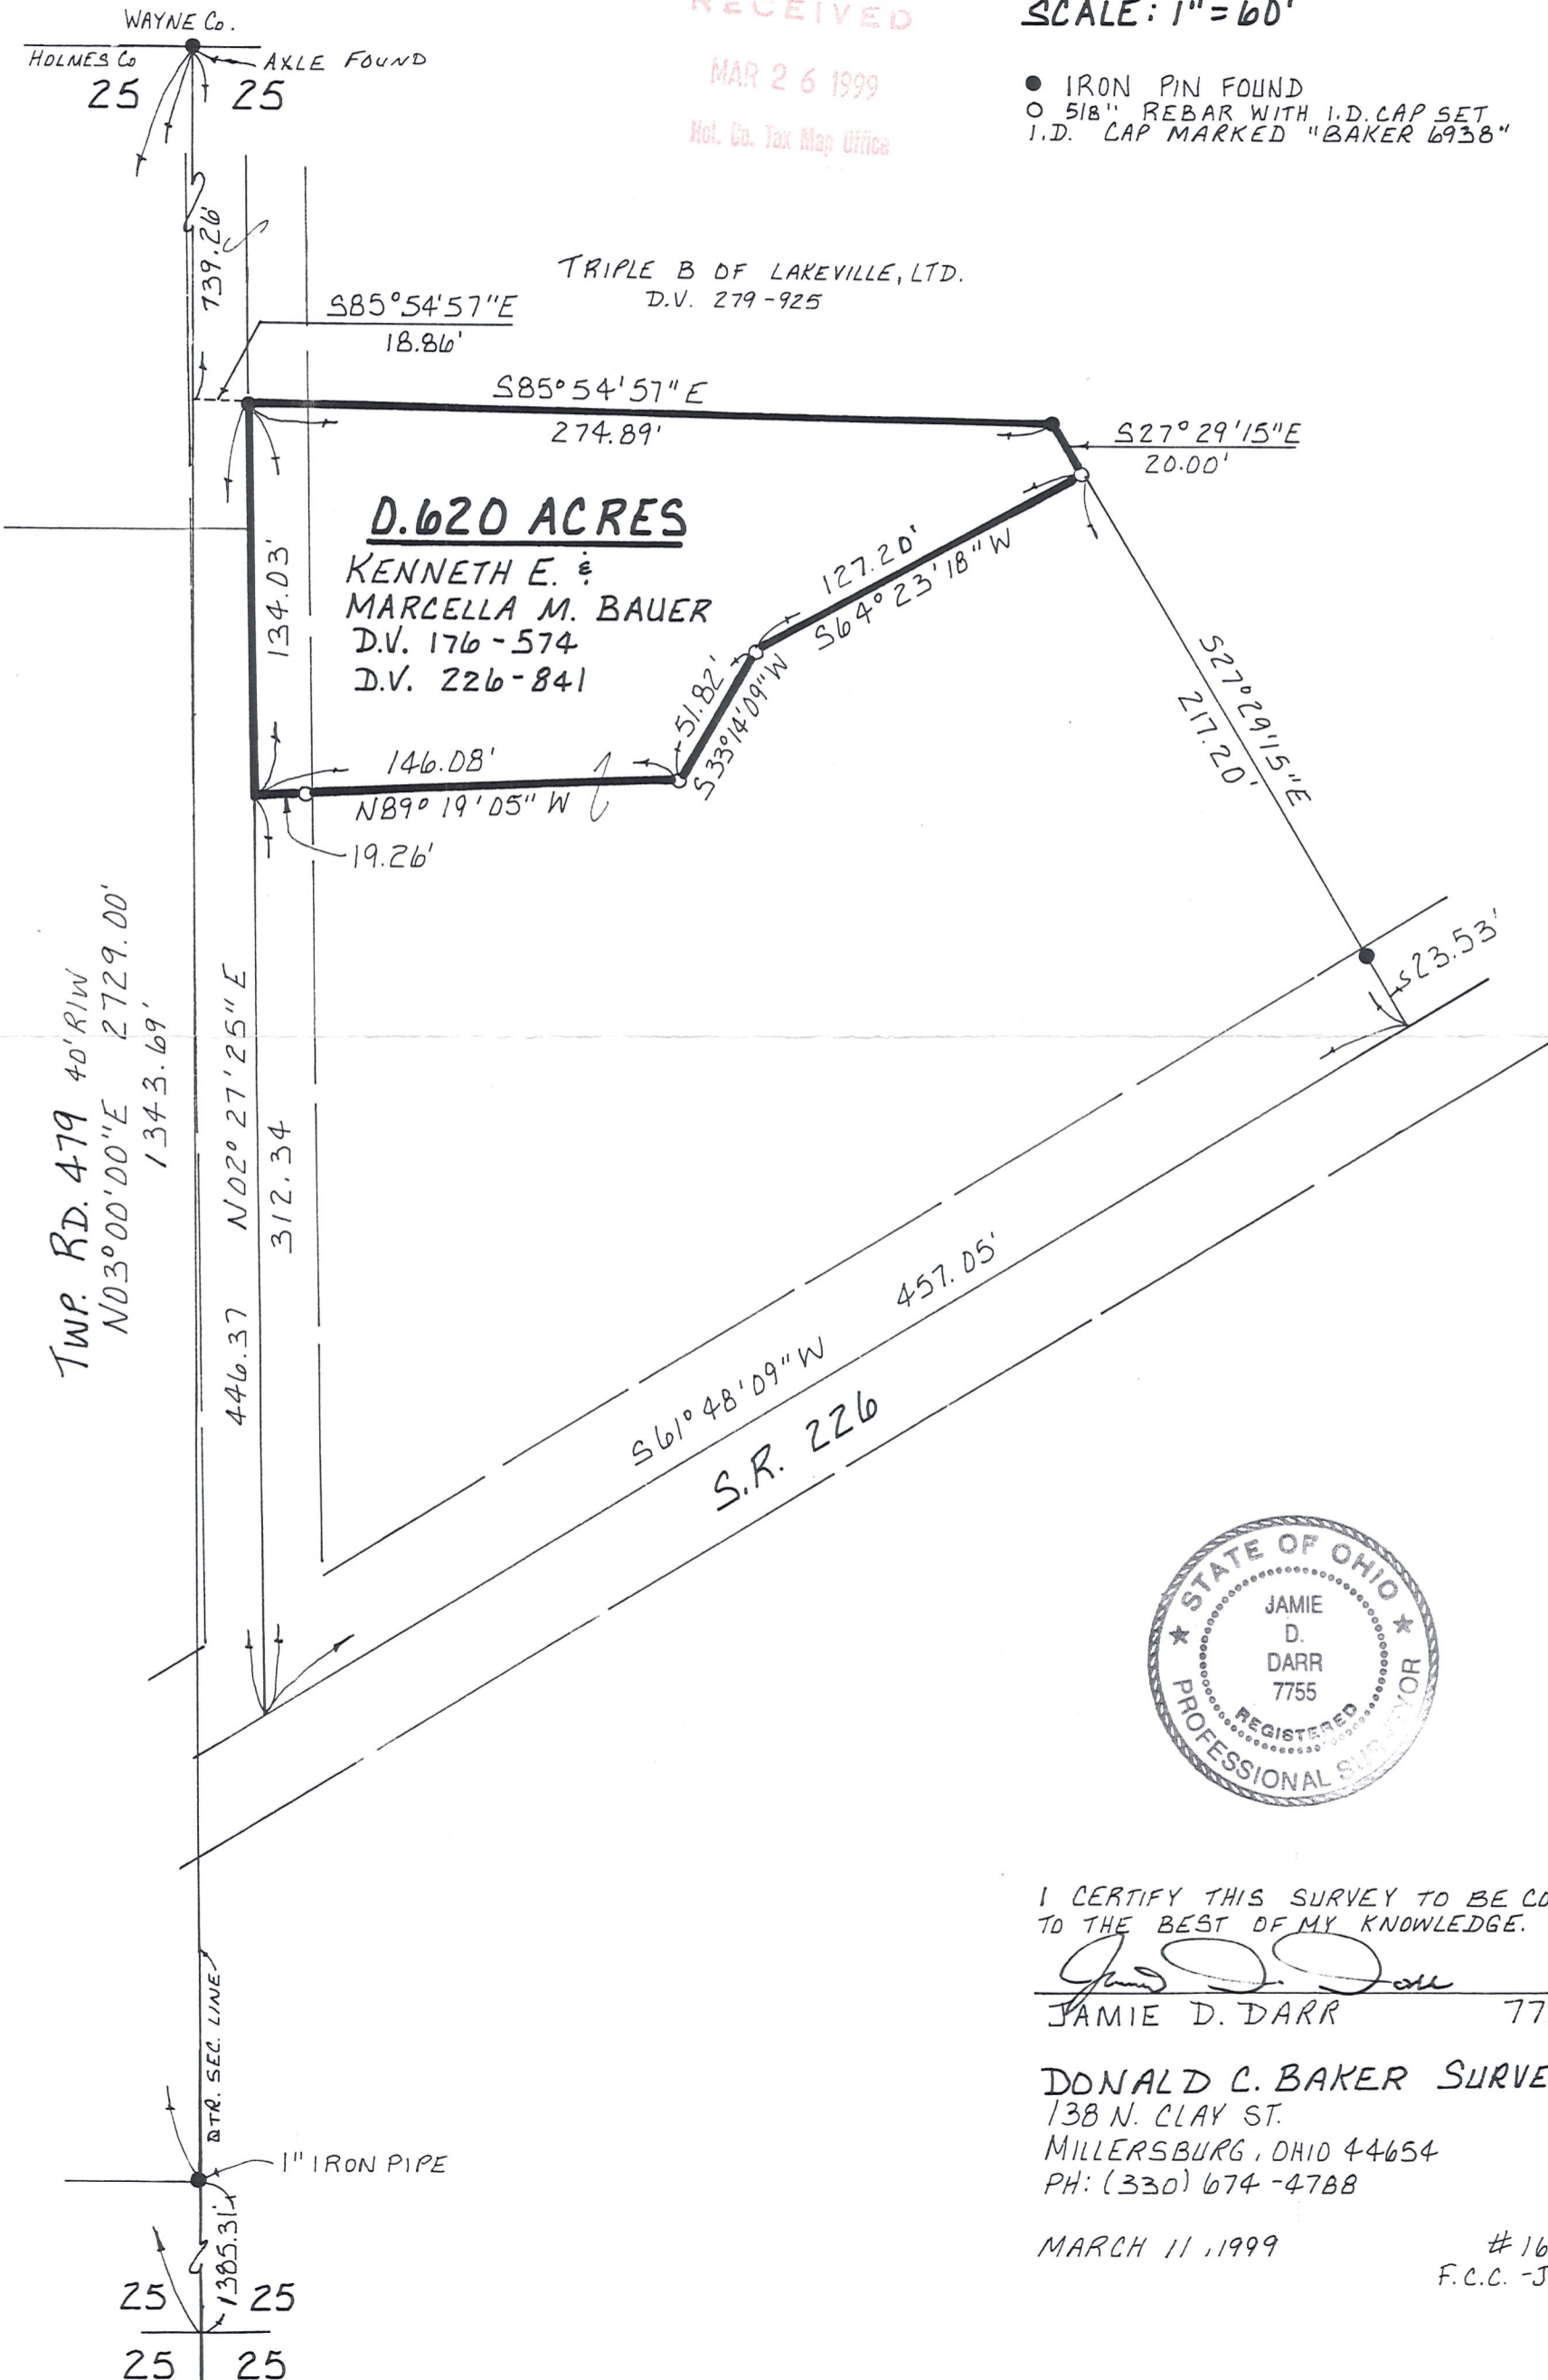 WAYNE Co.
HOLMES Co
AXLE FOUND
25 25
RECEIVED
MAR 26 1999
Hol. Co. Tax Map Office
SCALE: 1" = 60'
IRON PIN FOUND
5/8" REBAR WITH I.D. CAP SET
I.D. CAP MARKED "BAKER 6938"
739.26'
TRIPLE B OF LAKEVILLE, LTD.
D.V. 279-925
S85°54'57"E
18.86'
S85°54'57"E
274.89'
S27°29'15"E
20.00'
0.620 ACRES
KENNETH E. &
MARCELLA M. BAUER
D.V. 176-574
D.V. 226-841
134.03'
127.20'
S64°23'18"W
51.82'
S33°14'09"W
146.08'
N89°19'05"W
19.26'
S27°29'15"E
217.20'
23.53'
TWP. RD. 479 40' R/W
N03°00'00"E 2729.00'
1343.69'
446.37 N02°27'25"E
312.34
S61°48'09"W 457.05'
S.R. 226
STATE OF OHIO
JAMIE
D.
DARR
7755
REGISTERED
PROFESSIONAL SURVEYOR
I CERTIFY THIS SURVEY TO BE CO
TO THE BEST OF MY KNOWLEDGE.
Jamie D. Darr
JAMIE D. DARR 77
DONALD C. BAKER SURVE
138 N. CLAY ST.
MILLERSBURG, OHIO 44654
PH: (330) 674-4788
MARCH 11, 1999 #16
F.C.C. -J
QTR. SEC. LINE
1" IRON PIPE
1385.31'
25 25
25 25